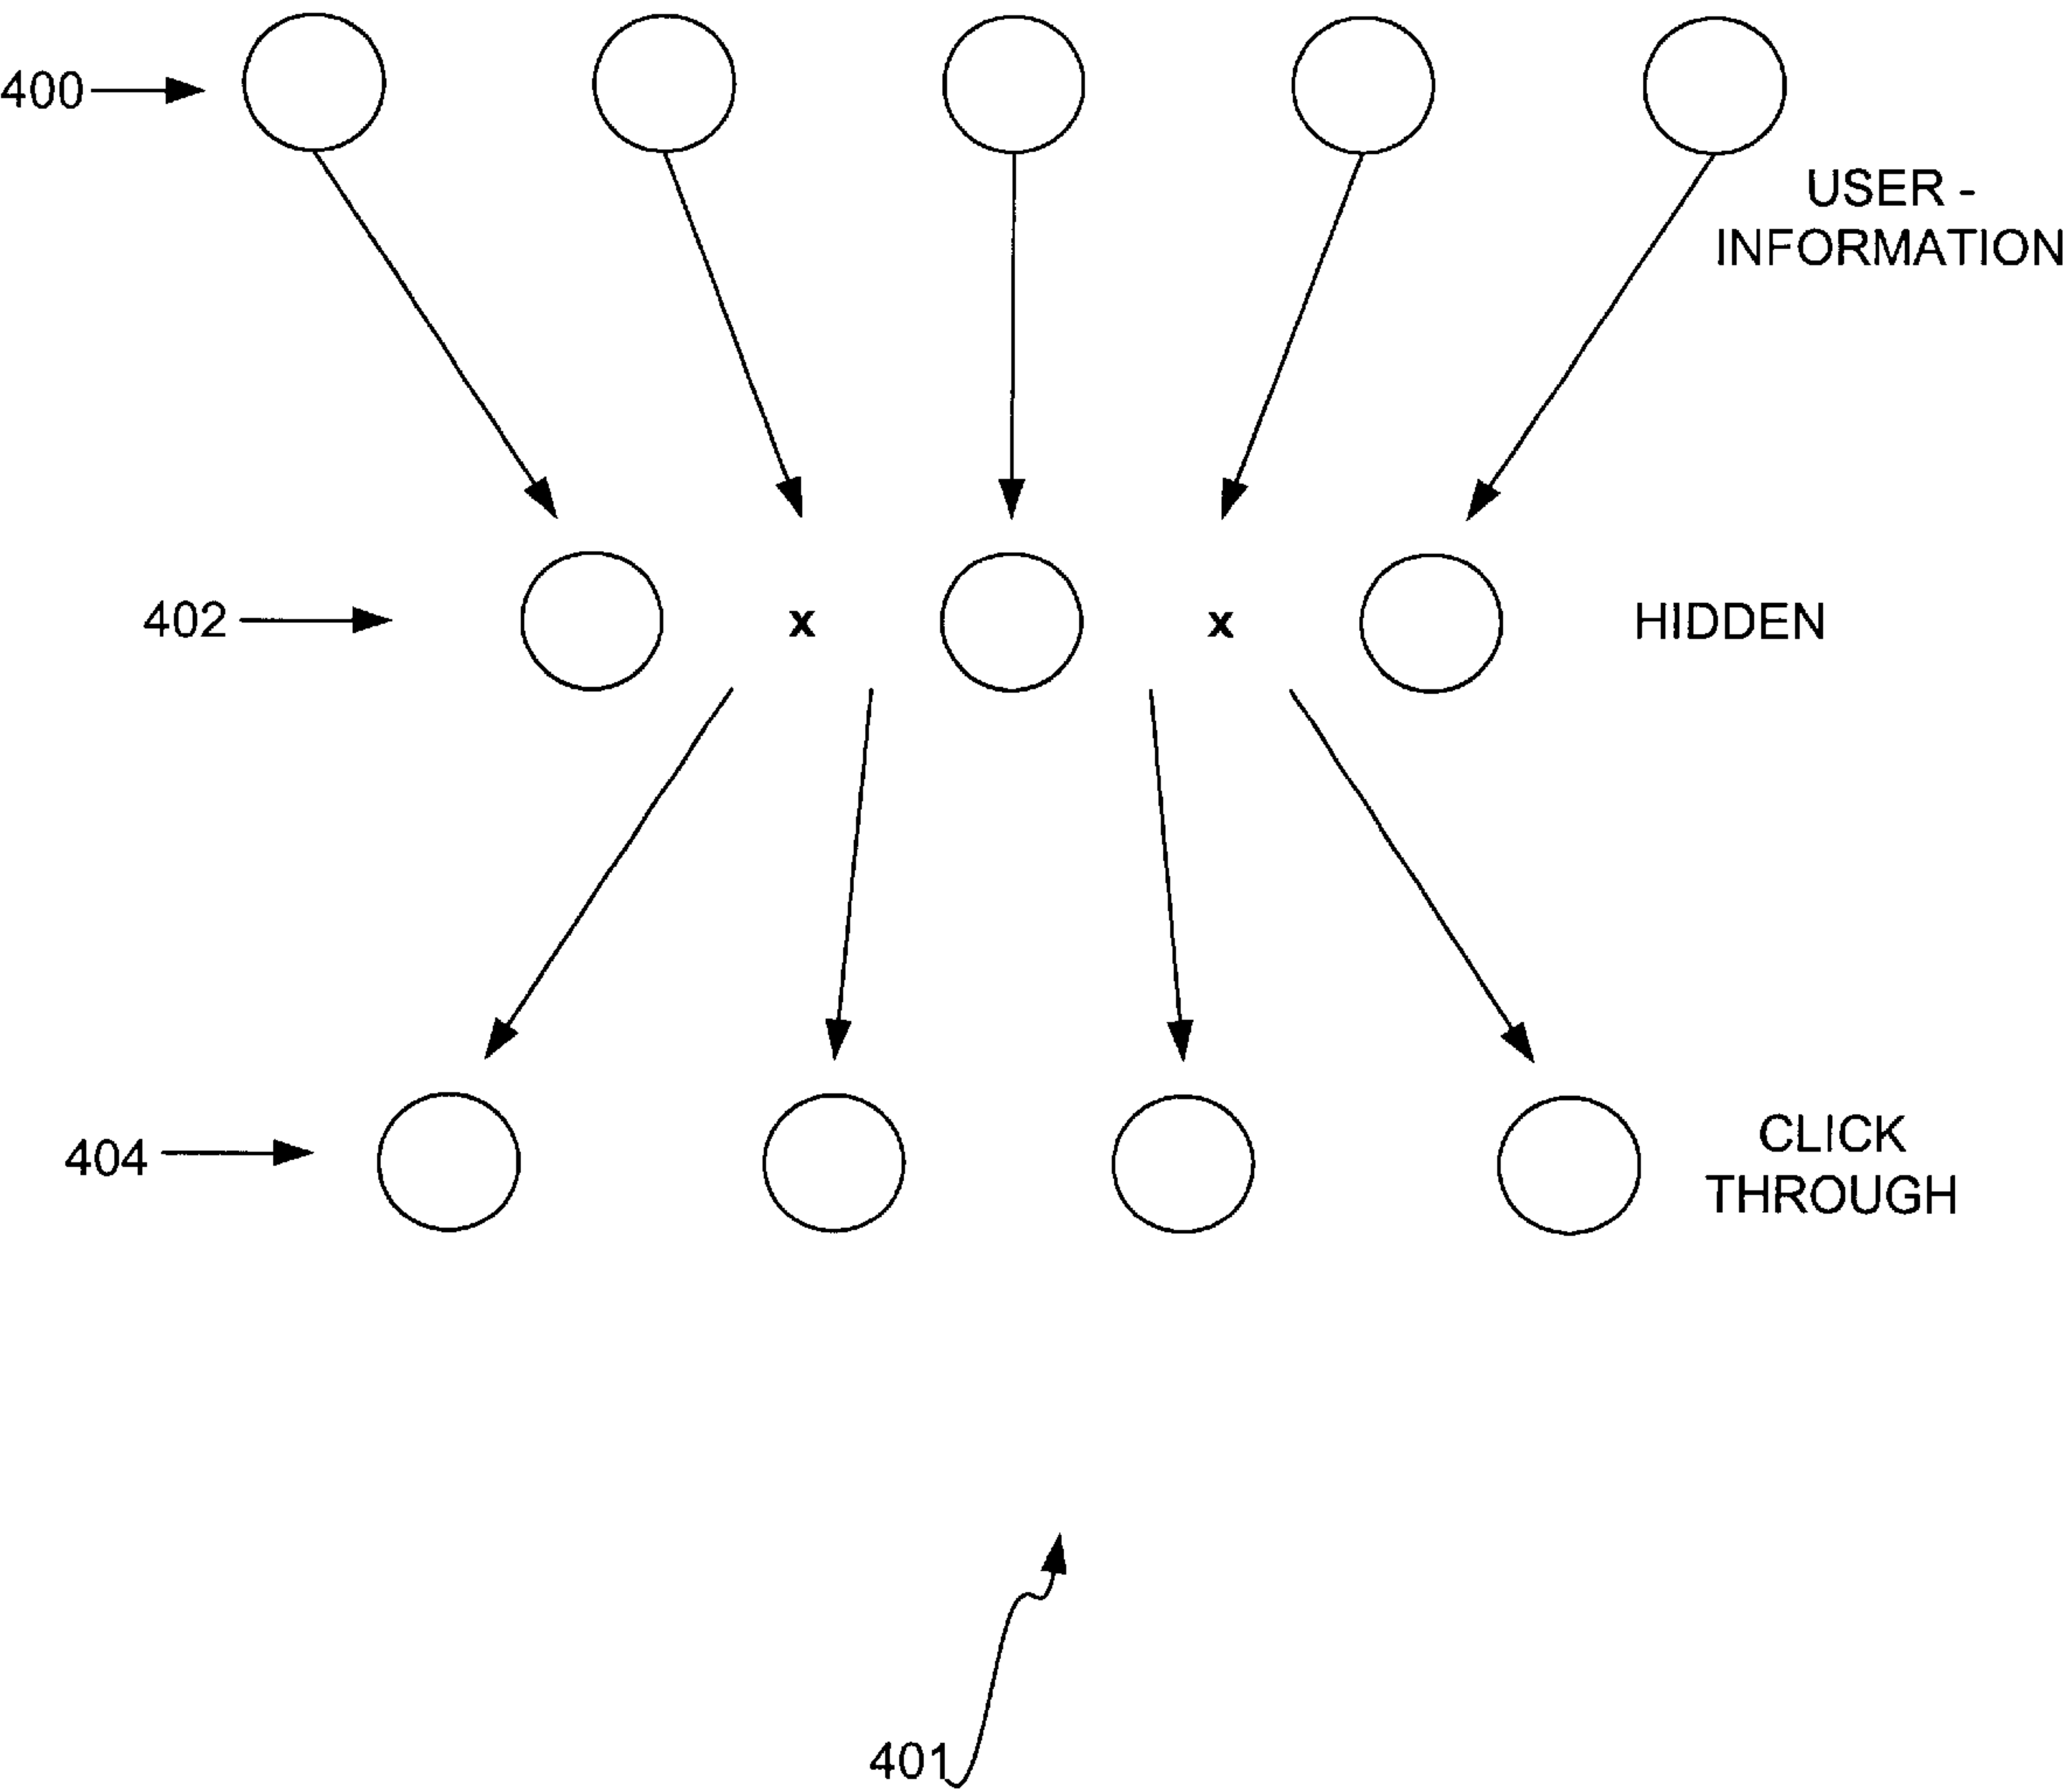 400
USER -
INFORMATION
402
x
x
HIDDEN
404
CLICK
THROUGH
401